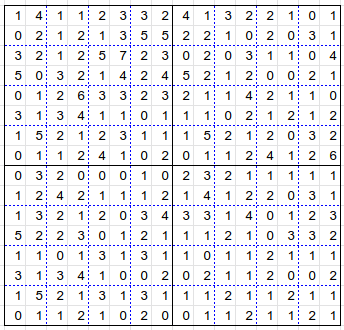 1 4 1 1 2 3 3 2 4 1 3 2 2 1 0 1
0 2 1 2 1 3 5 5 2 2 1 0 2 2 0 1
3 2 1 2 5 7 2 3 0 2 0 3 1 1 0 4
5 0 3 2 1 4 2 4 5 2 1 2 0 0 2 1
0 1 2 6 3 3 2 3 2 1 1 4 2 1 1 0
3 1 3 4 1 1 0 1 1 1 0 2 1 2 1 2
1 5 2 1 2 3 1 1 1 5 2 1 2 0 3 2
0 1 1 2 4 1 0 2 0 1 1 2 4 1 2 6
0 3 2 0 0 0 1 0 2 3 2 1 1 1 1 1
1 2 4 2 1 1 1 2 1 4 1 2 2 0 3 1
1 3 2 1 2 0 3 4 3 3 1 4 0 1 2 3
5 2 2 3 0 1 2 1 1 1 2 1 0 3 3 2
1 1 0 1 3 1 3 1 1 0 1 1 2 1 1 1
3 1 3 4 1 0 0 2 0 2 1 1 2 0 0 2
1 5 2 1 3 1 3 1 1 1 2 1 1 2 1 1
0 1 1 2 1 0 2 0 0 1 1 2 1 1 2 1